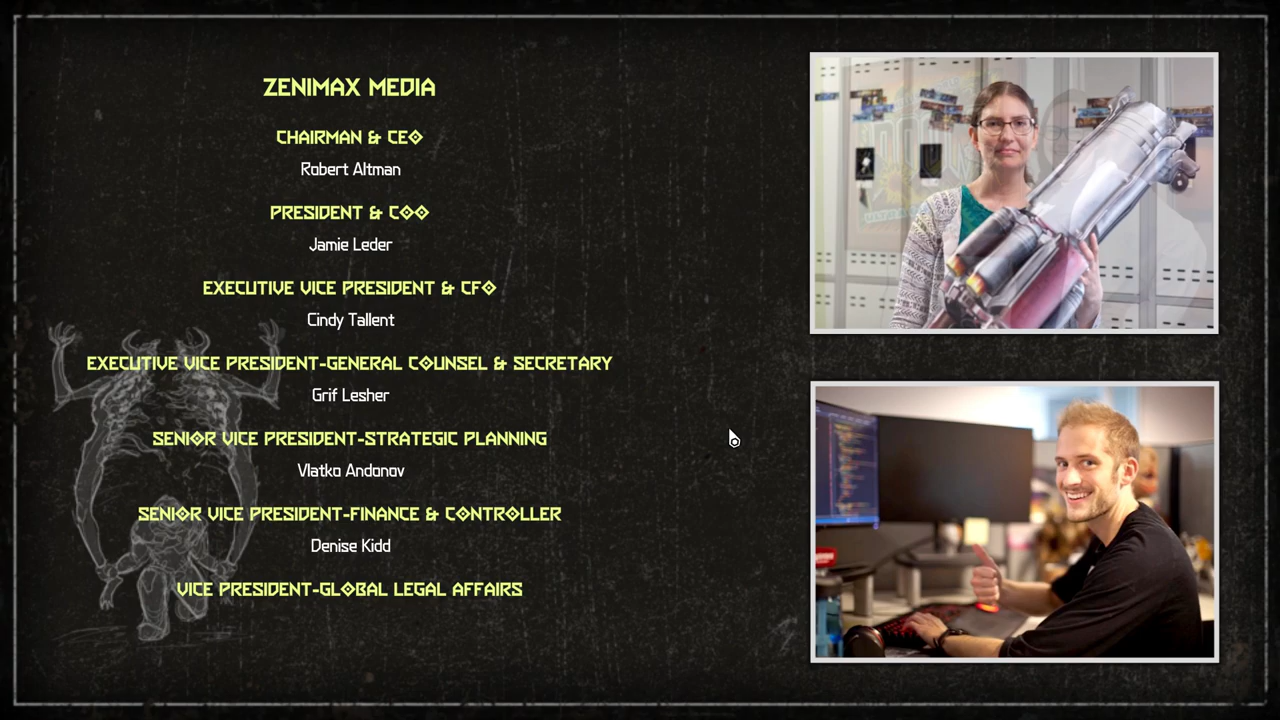 ZENIMAX MEDIA
CHAIRMAN & CEO
Robert Altman
PRESIDENT & COO
Jamie Leder
EXECUTIVE VICE PRESIDENT & CFO
Cindy Tallent
EXECUTIVE VICE PRESIDENT-GENERAL COUNSEL & SECRETARY
Grif Lesher
SENIOR VICE PRESIDENT-STRATEGIC PLANNING
Vlatko Andonov
SENIOR VICE PRESIDENT-FINANCE & CONTROLLER
Denise Kidd
VICE PRESIDENT-GLOBAL LEGAL AFFAIRS